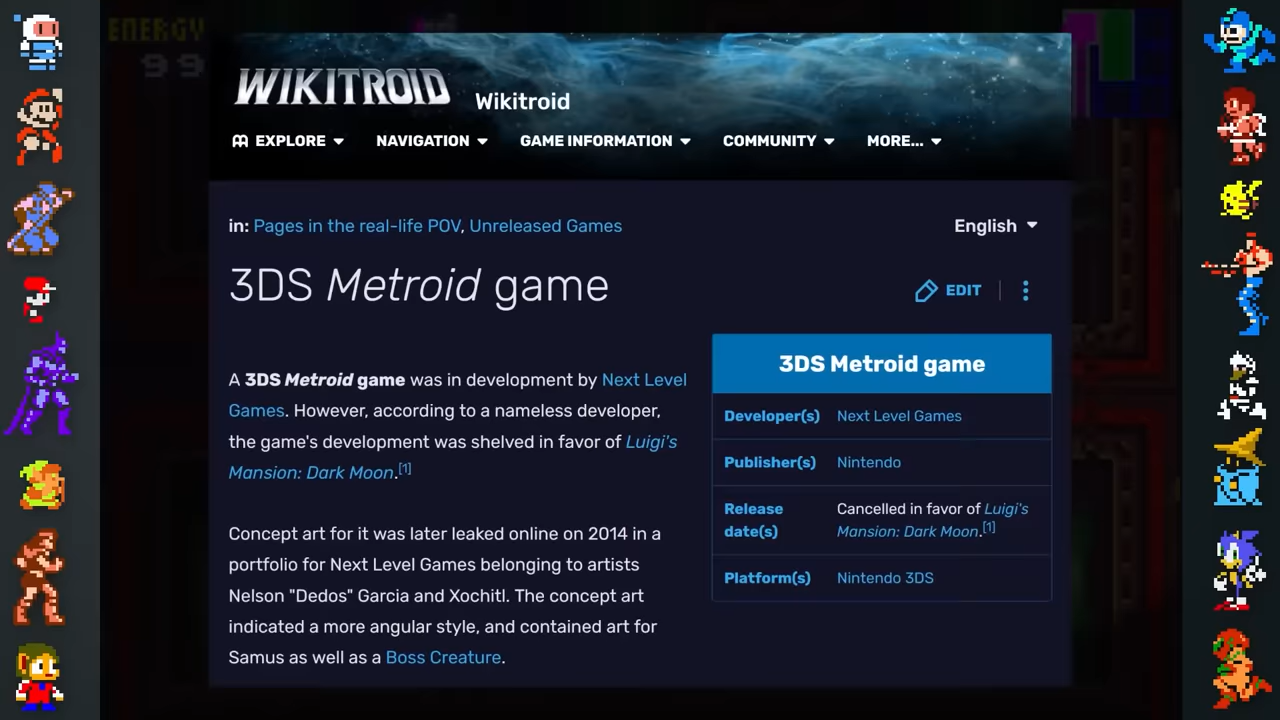 ENERGY
99
WIKITROID Wikitroid
EXPLORE NAVIGATION GAME INFORMATION COMMUNITY MORE...
in: Pages in the real-life POV, Unreleased Games
English
3DS Metroid game
EDIT
A 3DS Metroid game was in development by Next Level
Games. However, according to a nameless developer,
the game's development was shelved in favor of Luigi's
Mansion: Dark Moon.[1]
Concept art for it was later leaked online on 2014 in a
portfolio for Next Level Games belonging to artists
Nelson "Dedos" Garcia and Xochitl. The concept art
indicated a more angular style, and contained art for
Samus as well as a Boss Creature.
3DS Metroid game
Developer(s) Next Level Games
Publisher(s) Nintendo
Release date(s) Cancelled in favor of Luigi's
Mansion: Dark Moon.[1]
Platform(s) Nintendo 3DS